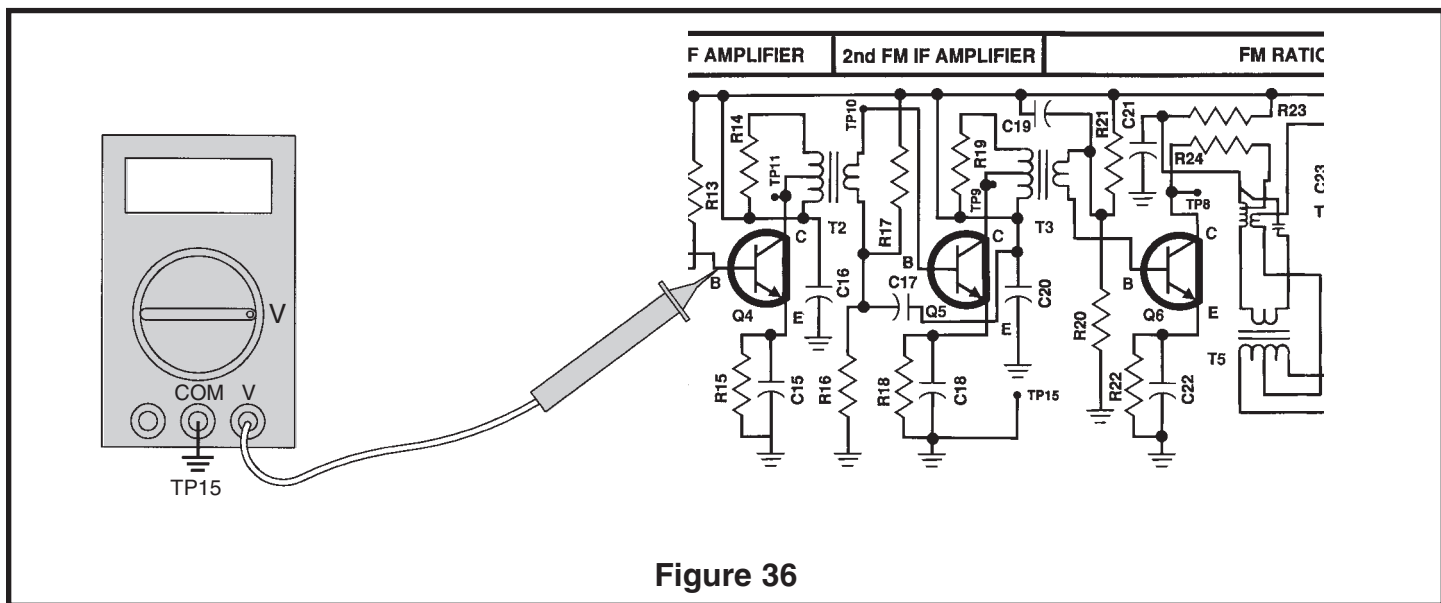 F AMPLIFIER
2nd FM IF AMPLIFIER
FM RATIO
R13
R14
TP11
T2
C
B
Q4
E
R15
C15
C16
TP10
R17
C17
R16
B
Q5
C
E
R18
C18
R19
TP9
C19
T3
C20
TP15
R21
C21
R23
R24
TP8
C23
T
R20
B
C
Q6
E
R22
C22
T5
V
COM V
TP15
Figure 36